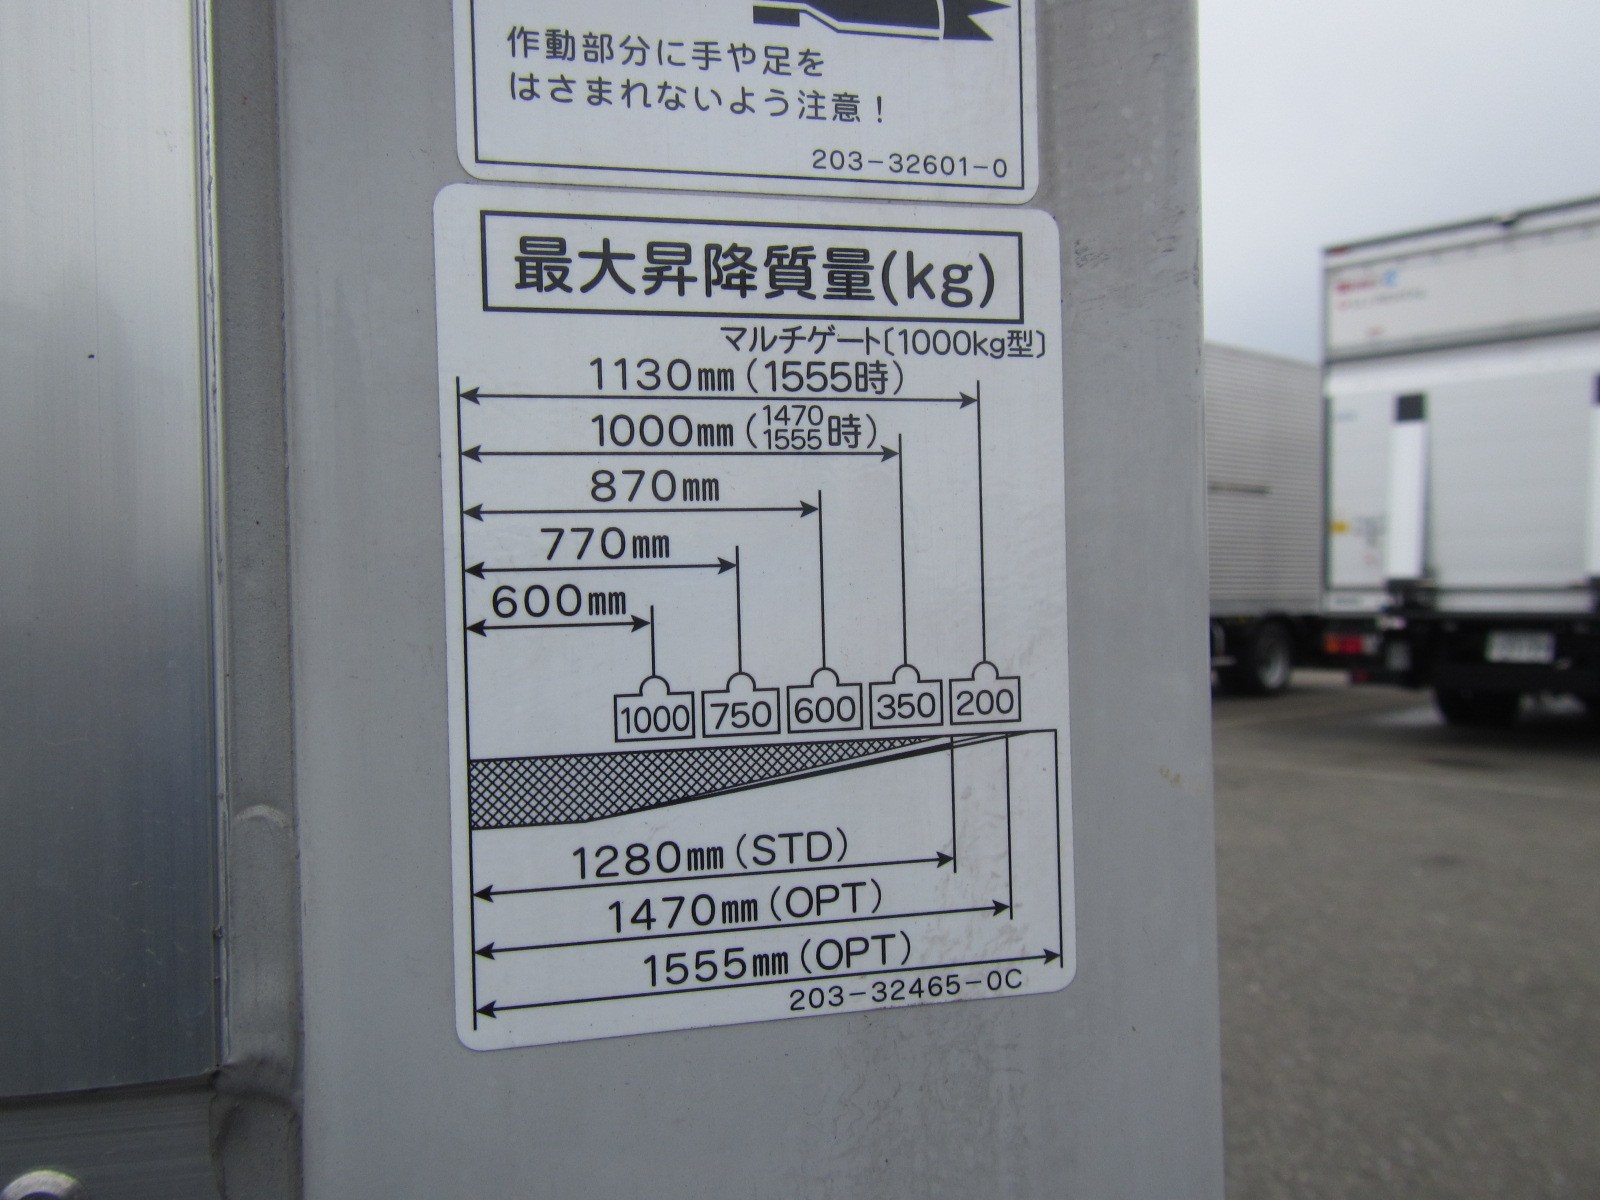 作動部分に手や足を
はさまれないよう注意！
203-32601-0
最大昇降質量(kg)
マルチゲート〔1000kg型〕
1130㎜（1555時）
1000㎜（1470
1555時）
870㎜
770㎜
600㎜
1000 750 600 350 200
1280㎜（STD）
1470㎜（OPT）
1555㎜（OPT）
203-32465-0C